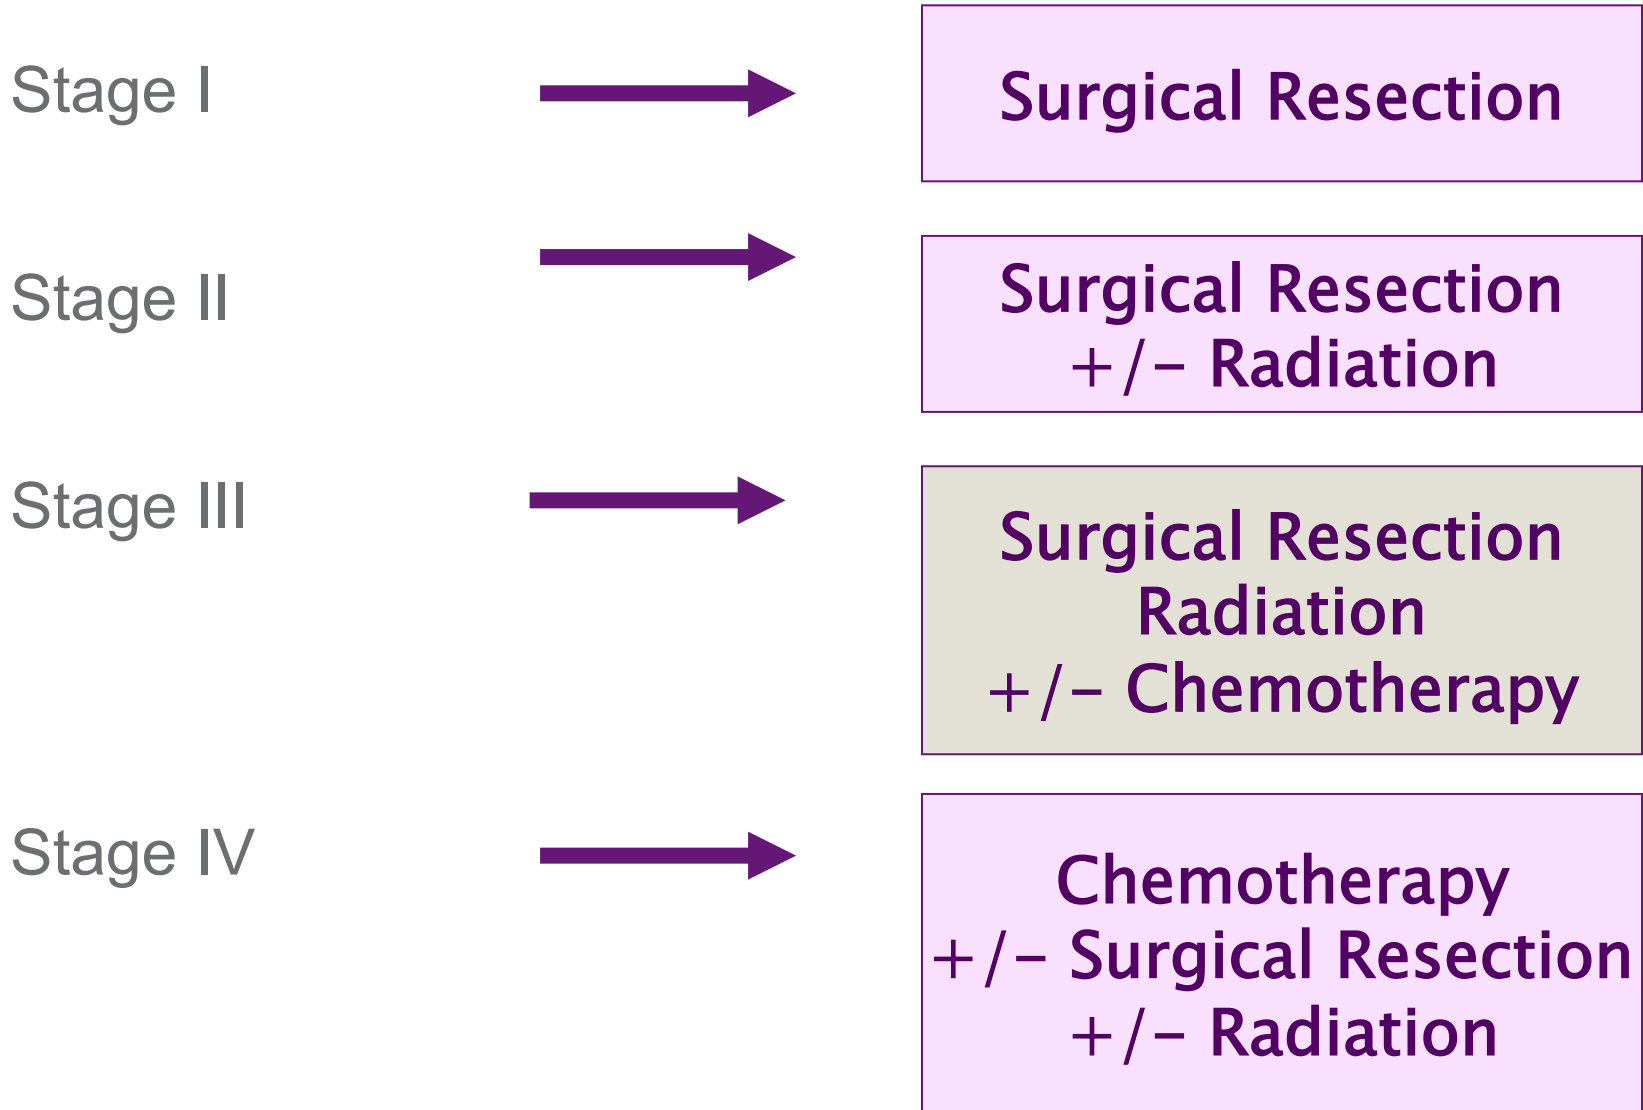 Stage I
Surgical Resection
Stage II
Surgical Resection
+/- Radiation
Stage III
Surgical Resection
Radiation
+/- Chemotherapy
Stage IV
Chemotherapy
+/- Surgical Resection
+/- Radiation